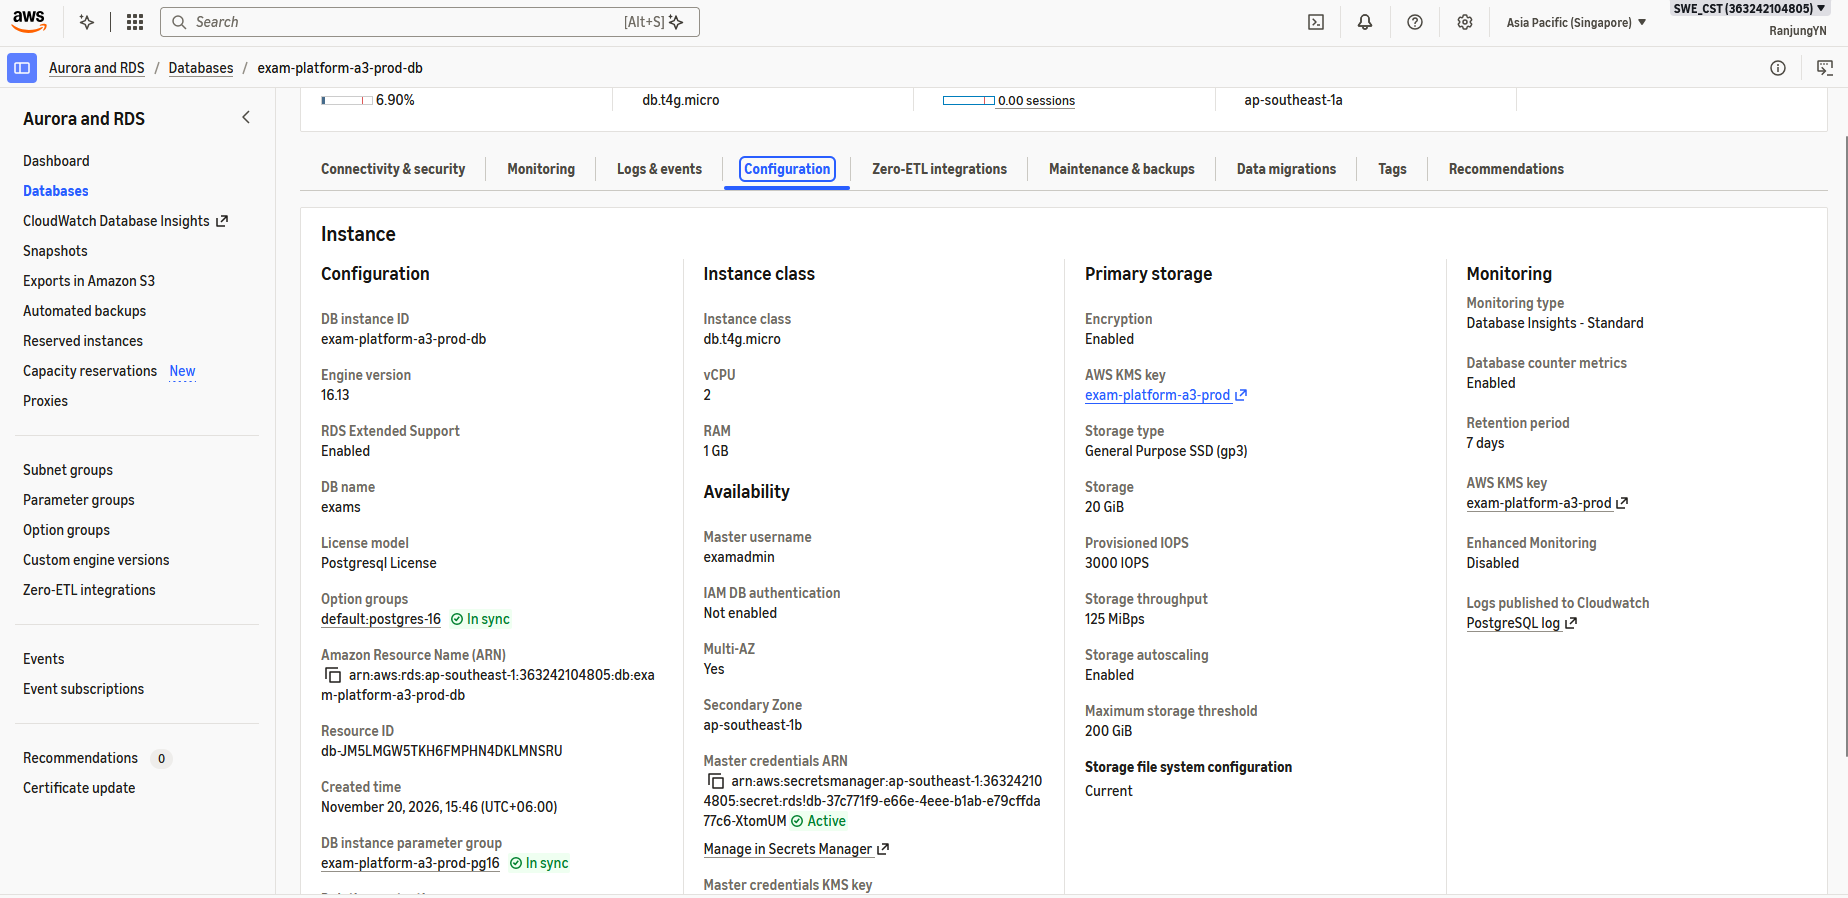 aws
Search [Alt+S]
Asia Pacific (Singapore)
SWE_CST (363242104805)
RanjungYN
Aurora and RDS / Databases / exam-platform-a3-prod-db
Aurora and RDS
Dashboard
Databases
CloudWatch Database Insights
Snapshots
Exports in Amazon S3
Automated backups
Reserved instances
Capacity reservations New
Proxies
Subnet groups
Parameter groups
Option groups
Custom engine versions
Zero-ETL integrations
Events
Event subscriptions
Recommendations 0
Certificate update
6.90%
db.t4g.micro
0.00 sessions
ap-southeast-1a
Connectivity & security
Monitoring
Logs & events
Configuration
Zero-ETL integrations
Maintenance & backups
Data migrations
Tags
Recommendations
Instance
Configuration
DB instance ID
exam-platform-a3-prod-db
Engine version
16.13
RDS Extended Support
Enabled
DB name
exams
License model
Postgresql License
Option groups
default:postgres-16 In sync
Amazon Resource Name (ARN)
arn:aws:rds:ap-southeast-1:363242104805:db:exa
m-platform-a3-prod-db
Resource ID
db-JM5LMGW5TKH6FMPHN4DKLMNSRU
Created time
November 20, 2026, 15:46 (UTC+06:00)
DB instance parameter group
exam-platform-a3-prod-pg16 In sync
Instance class
Instance class
db.t4g.micro
vCPU
2
RAM
1 GB
Availability
Master username
examadmin
IAM DB authentication
Not enabled
Multi-AZ
Yes
Secondary Zone
ap-southeast-1b
Master credentials ARN
arn:aws:secretsmanager:ap-southeast-1:36324210
4805:secret:rds!db-37c771f9-e66e-4eee-b1ab-e79cffda
77c6-XtomUM Active
Manage in Secrets Manager
Master credentials KMS key
Primary storage
Encryption
Enabled
AWS KMS key
exam-platform-a3-prod
Storage type
General Purpose SSD (gp3)
Storage
20 GiB
Provisioned IOPS
3000 IOPS
Storage throughput
125 MiBps
Storage autoscaling
Enabled
Maximum storage threshold
200 GiB
Storage file system configuration
Current
Monitoring
Monitoring type
Database Insights - Standard
Database counter metrics
Enabled
Retention period
7 days
AWS KMS key
exam-platform-a3-prod
Enhanced Monitoring
Disabled
Logs published to Cloudwatch
PostgreSQL log